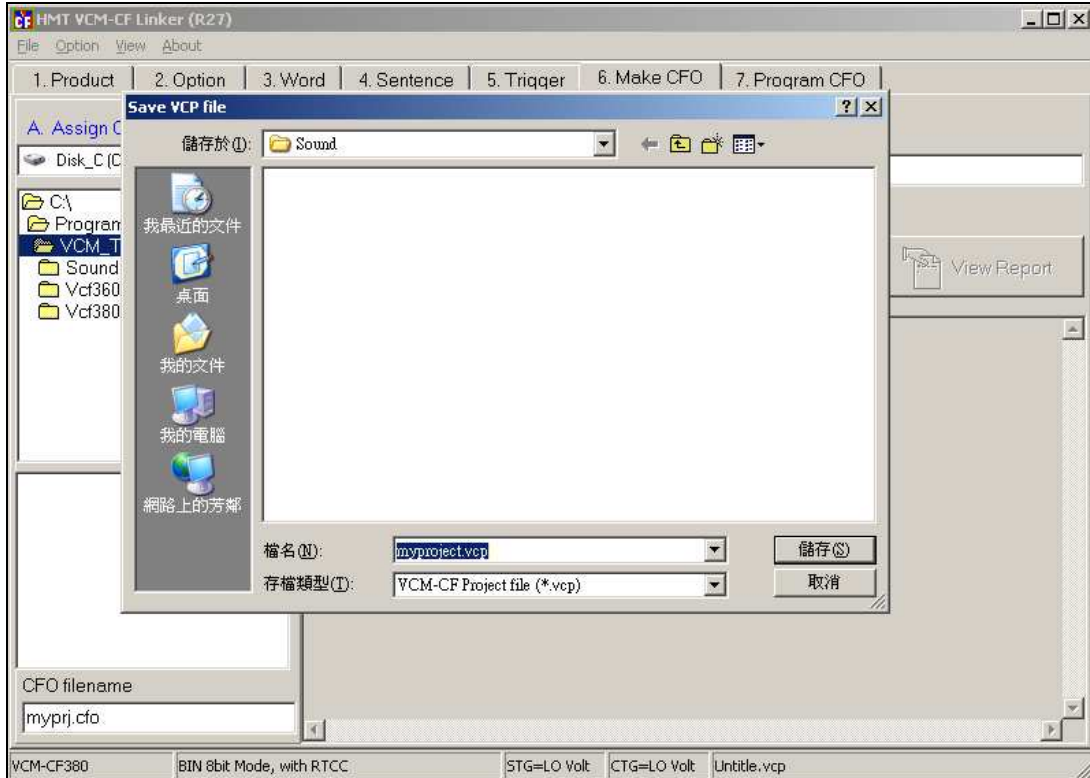 HMT VCM-CF Linker (R27)
File Option View About
1. Product 2. Option 3. Word 4. Sentence 5. Trigger 6. Make CFO 7. Program CFO
Save VCP file
A. Assign C
儲存於(I): Sound
Disk_C (C
C:\
Program
VCM_T
Sound
Vcf360
Vcf380
我最近的文件
桌面
我的文件
我的電腦
網路上的芳鄰
View Report
檔名(N): myproject.vcp 儲存(S)
存檔類型(T): VCM-CF Project file (*.vcp) 取消
CFO filename
myprj.cfo
VCM-CF380 BIN 8bit Mode, with RTCC STG=LO Volt CTG=LO Volt Untitle.vcp